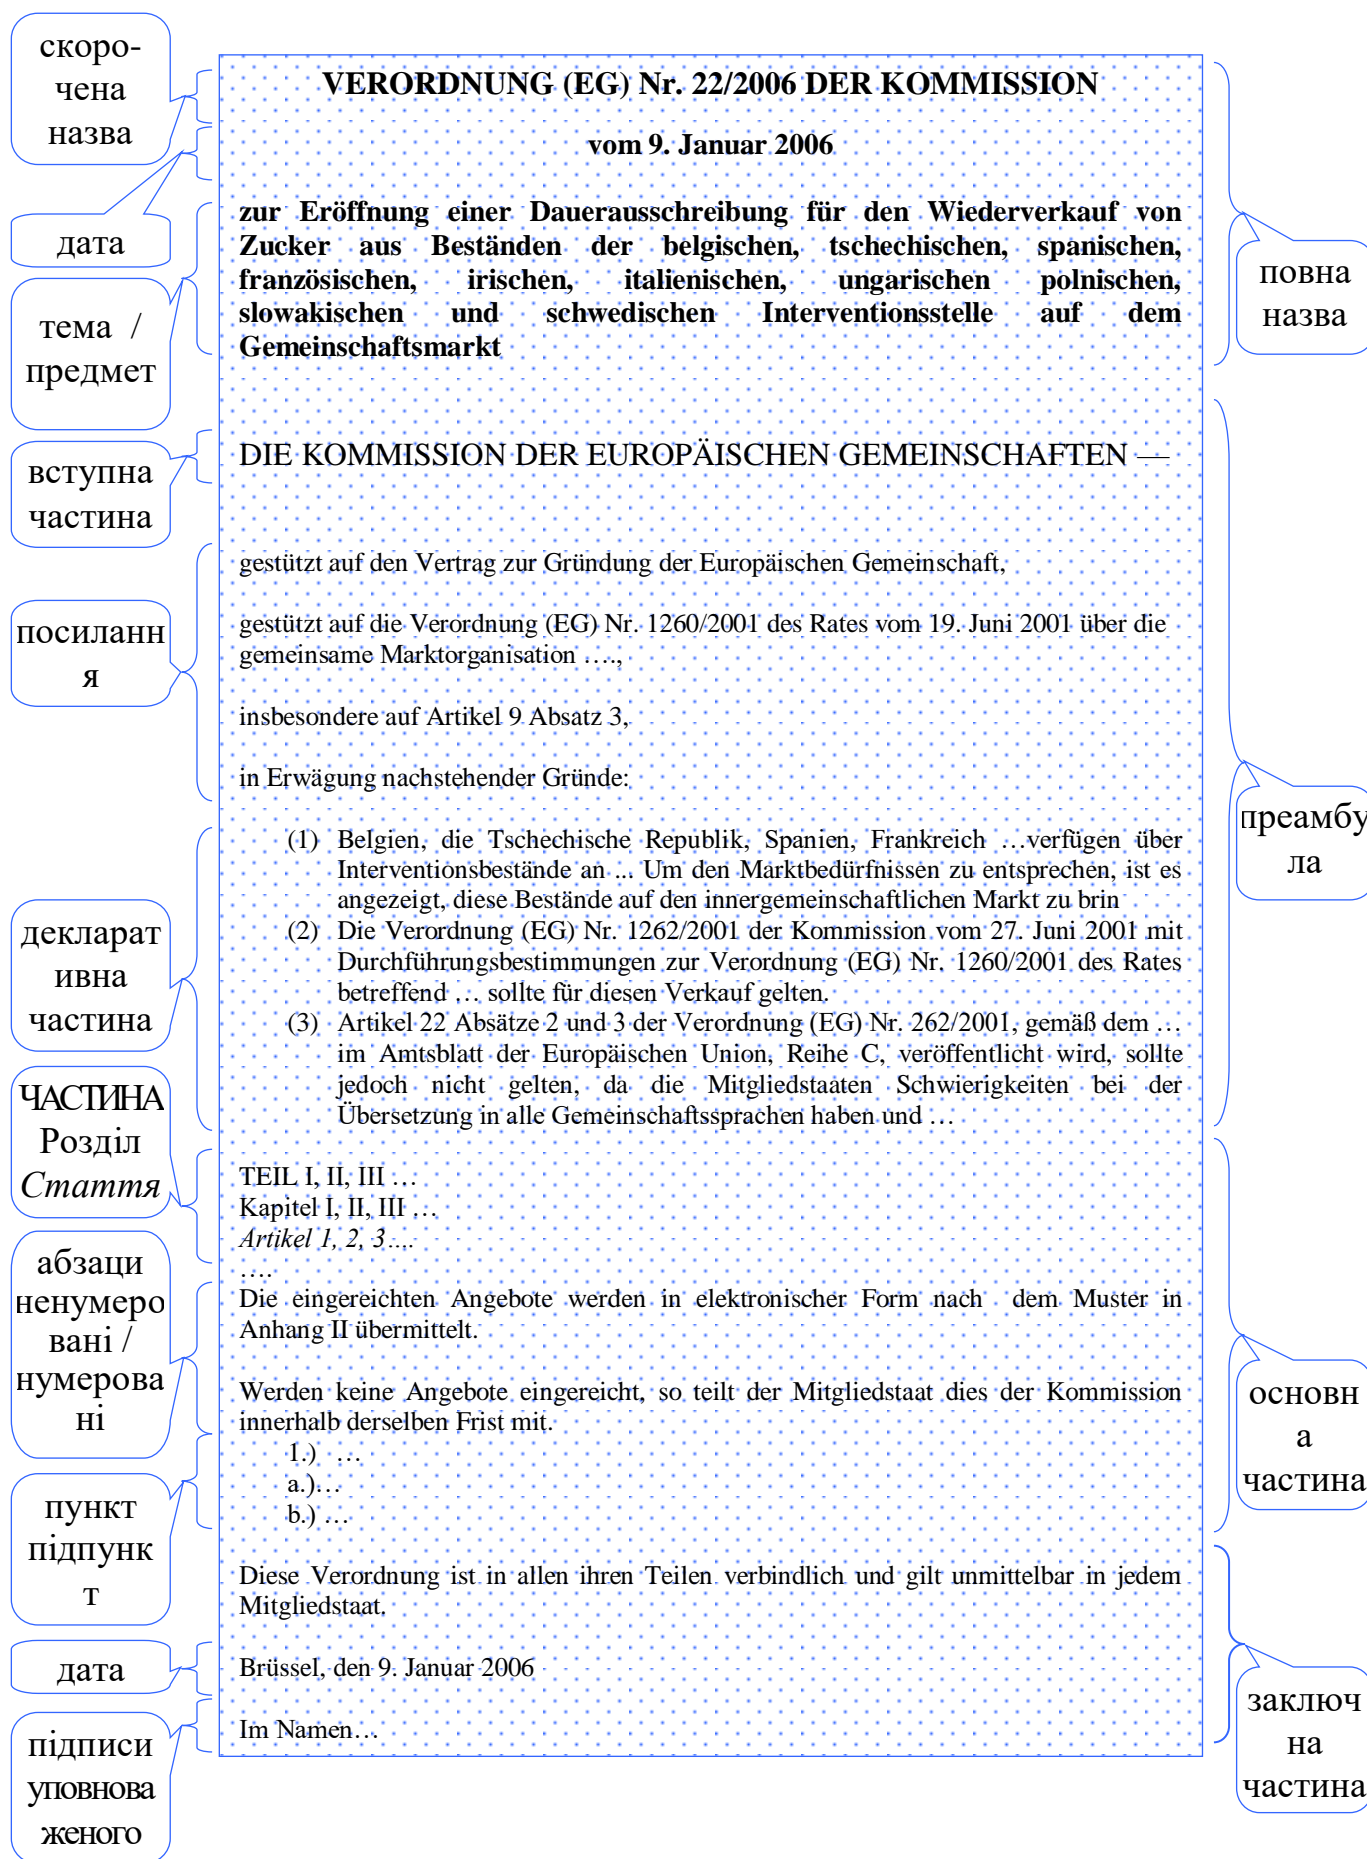 скоро-
чена
назва
дата
тема /
предмет
вступна
частина
посиланн
я
декларат
ивна
частина
ЧАСТИНА
Розділ
Стаття
абзаци
ненумеро
вані /
нумерова
ні
пункт
підпунк
т
дата
підписи
уповнова
женого
VERORDNUNG (EG) Nr. 22/2006 DER KOMMISSION
vom 9. Januar 2006
zur Eröffnung einer Dauerausschreibung für den Wiederverkauf von
Zucker aus Beständen der belgischen, tschechischen, spanischen,
französischen, irischen, italienischen, ungarischen polnischen,
slowakischen und schwedischen Interventionsstelle auf dem
Gemeinschaftsmarkt
DIE KOMMISSION DER EUROPÄISCHEN GEMEINSCHAFTEN —
gestützt auf den Vertrag zur Gründung der Europäischen Gemeinschaft,
gestützt auf die Verordnung (EG) Nr. 1260/2001 des Rates vom 19. Juni 2001 über die
gemeinsame Marktorganisation ….,
insbesondere auf Artikel 9 Absatz 3,
in Erwägung nachstehender Gründe:
(1) Belgien, die Tschechische Republik, Spanien, Frankreich …verfügen über
Interventionsbestände an ... Um den Marktbedürfnissen zu entsprechen, ist es
angezeigt, diese Bestände auf den innergemeinschaftlichen Markt zu brin
(2) Die Verordnung (EG) Nr. 1262/2001 der Kommission vom 27. Juni 2001 mit
Durchführungsbestimmungen zur Verordnung (EG) Nr. 1260/2001 des Rates
betreffend … sollte für diesen Verkauf gelten.
(3) Artikel 22 Absätze 2 und 3 der Verordnung (EG) Nr. 262/2001, gemäß dem …
im Amtsblatt der Europäischen Union, Reihe C, veröffentlicht wird, sollte
jedoch nicht gelten, da die Mitgliedstaaten Schwierigkeiten bei der
Übersetzung in alle Gemeinschaftssprachen haben und …
TEIL I, II, III …
Kapitel I, II, III …
Artikel 1, 2, 3….
….
Die eingereichten Angebote werden in elektronischer Form nach dem Muster in
Anhang II übermittelt.
Werden keine Angebote eingereicht, so teilt der Mitgliedstaat dies der Kommission
innerhalb derselben Frist mit.
1.) …
a.)…
b.) …
Diese Verordnung ist in allen ihren Teilen verbindlich und gilt unmittelbar in jedem
Mitgliedstaat.
Brüssel, den 9. Januar 2006
Im Namen…
повна
назва
преамбу
ла
основн
а
частина
заключ
на
частина